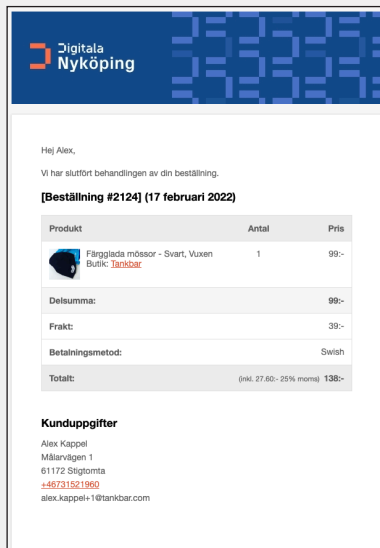 Digitala
Nyköping
Hej Alex,
Vi har slutfört behandlingen av din beställning.
[Beställning #2124] (17 februari 2022)
Produkt Antal Pris
Färgglada mössor - Svart, Vuxen 1 99:-
Butik: Tankbar
Delsumma: 99:-
Frakt: 39:-
Betalningsmetod: Swish
Totalt: (inkl. 27.60:- 25% moms) 138:-
Kunduppgifter
Alex Kappel
Mälarvägen 1
61172 Stigtomta
+46731521960
alex.kappel+1@tankbar.com